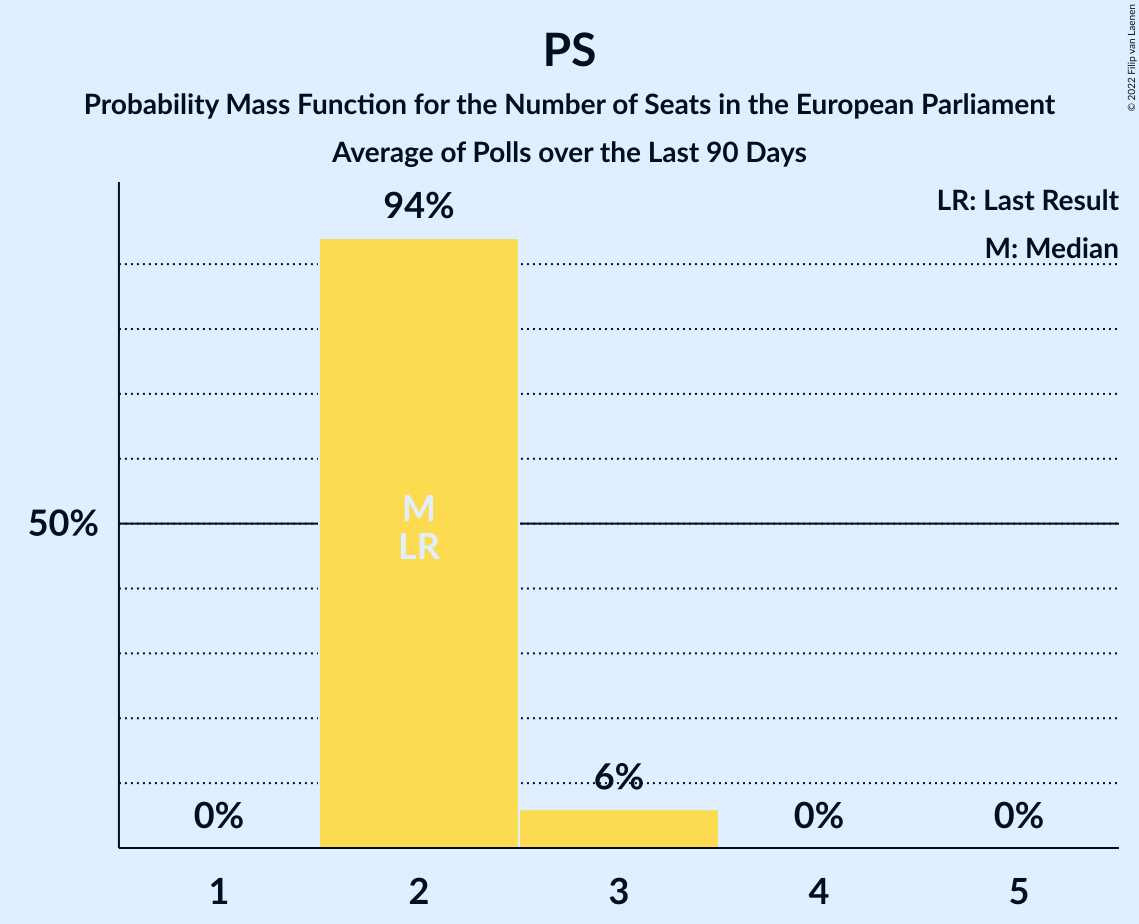 PS
Probability Mass Function for the Number of Seats in the European Parliament
Average of Polls over the Last 90 Days
© 2022 Filip van Laenen
LR: Last Result
M: Median
94%
50%
M
LR
6%
0%
0%
0%
1
2
3
4
5